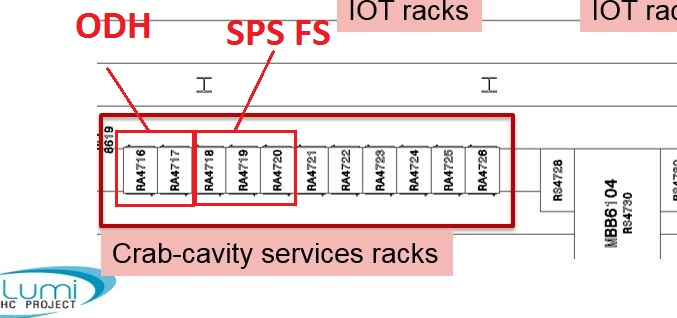 IOT racks
IOT rac
ODH
SPS FS
8619
RA4716
RA4717
RA4718
RA4719
RA4720
RA4721
RA4722
RA4723
RA4724
RA4725
RA4726
RS4728
MBB6104
RS4730
Crab-cavity services racks
Lumi
HC PROJECT